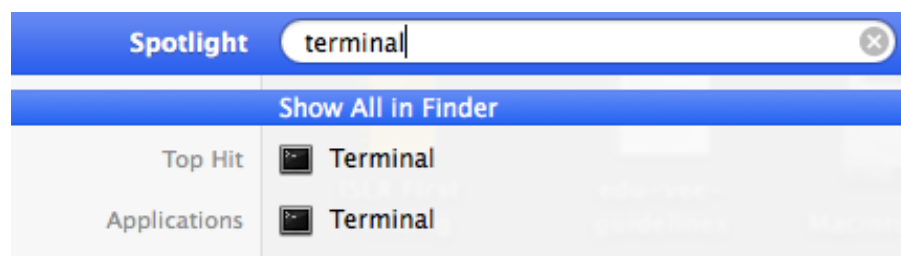 Spotlight terminal
Show All in Finder
Top Hit Terminal
Applications Terminal